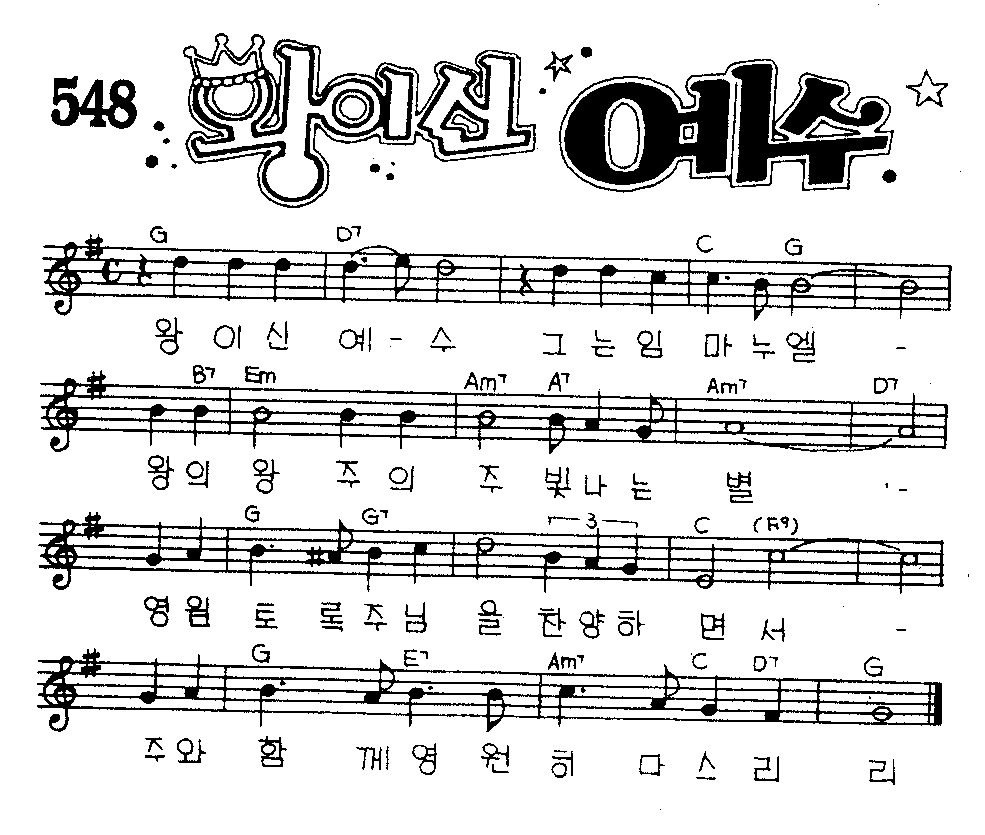 548 왕이신 예수
G D7 C G
왕 이 신 예 - 수 그 는 임 마 누 엘 -
B7 Em Am7 A7 Am7 D7
왕 의 왕 주 의 주 빛 나 는 별 -
G G7 3 C
영 원 토 록 주 님 을 찬 양 하 면 서 -
G E7 Am7 C D7 G
주 와 함 께 영 원 히 다 스 리 리